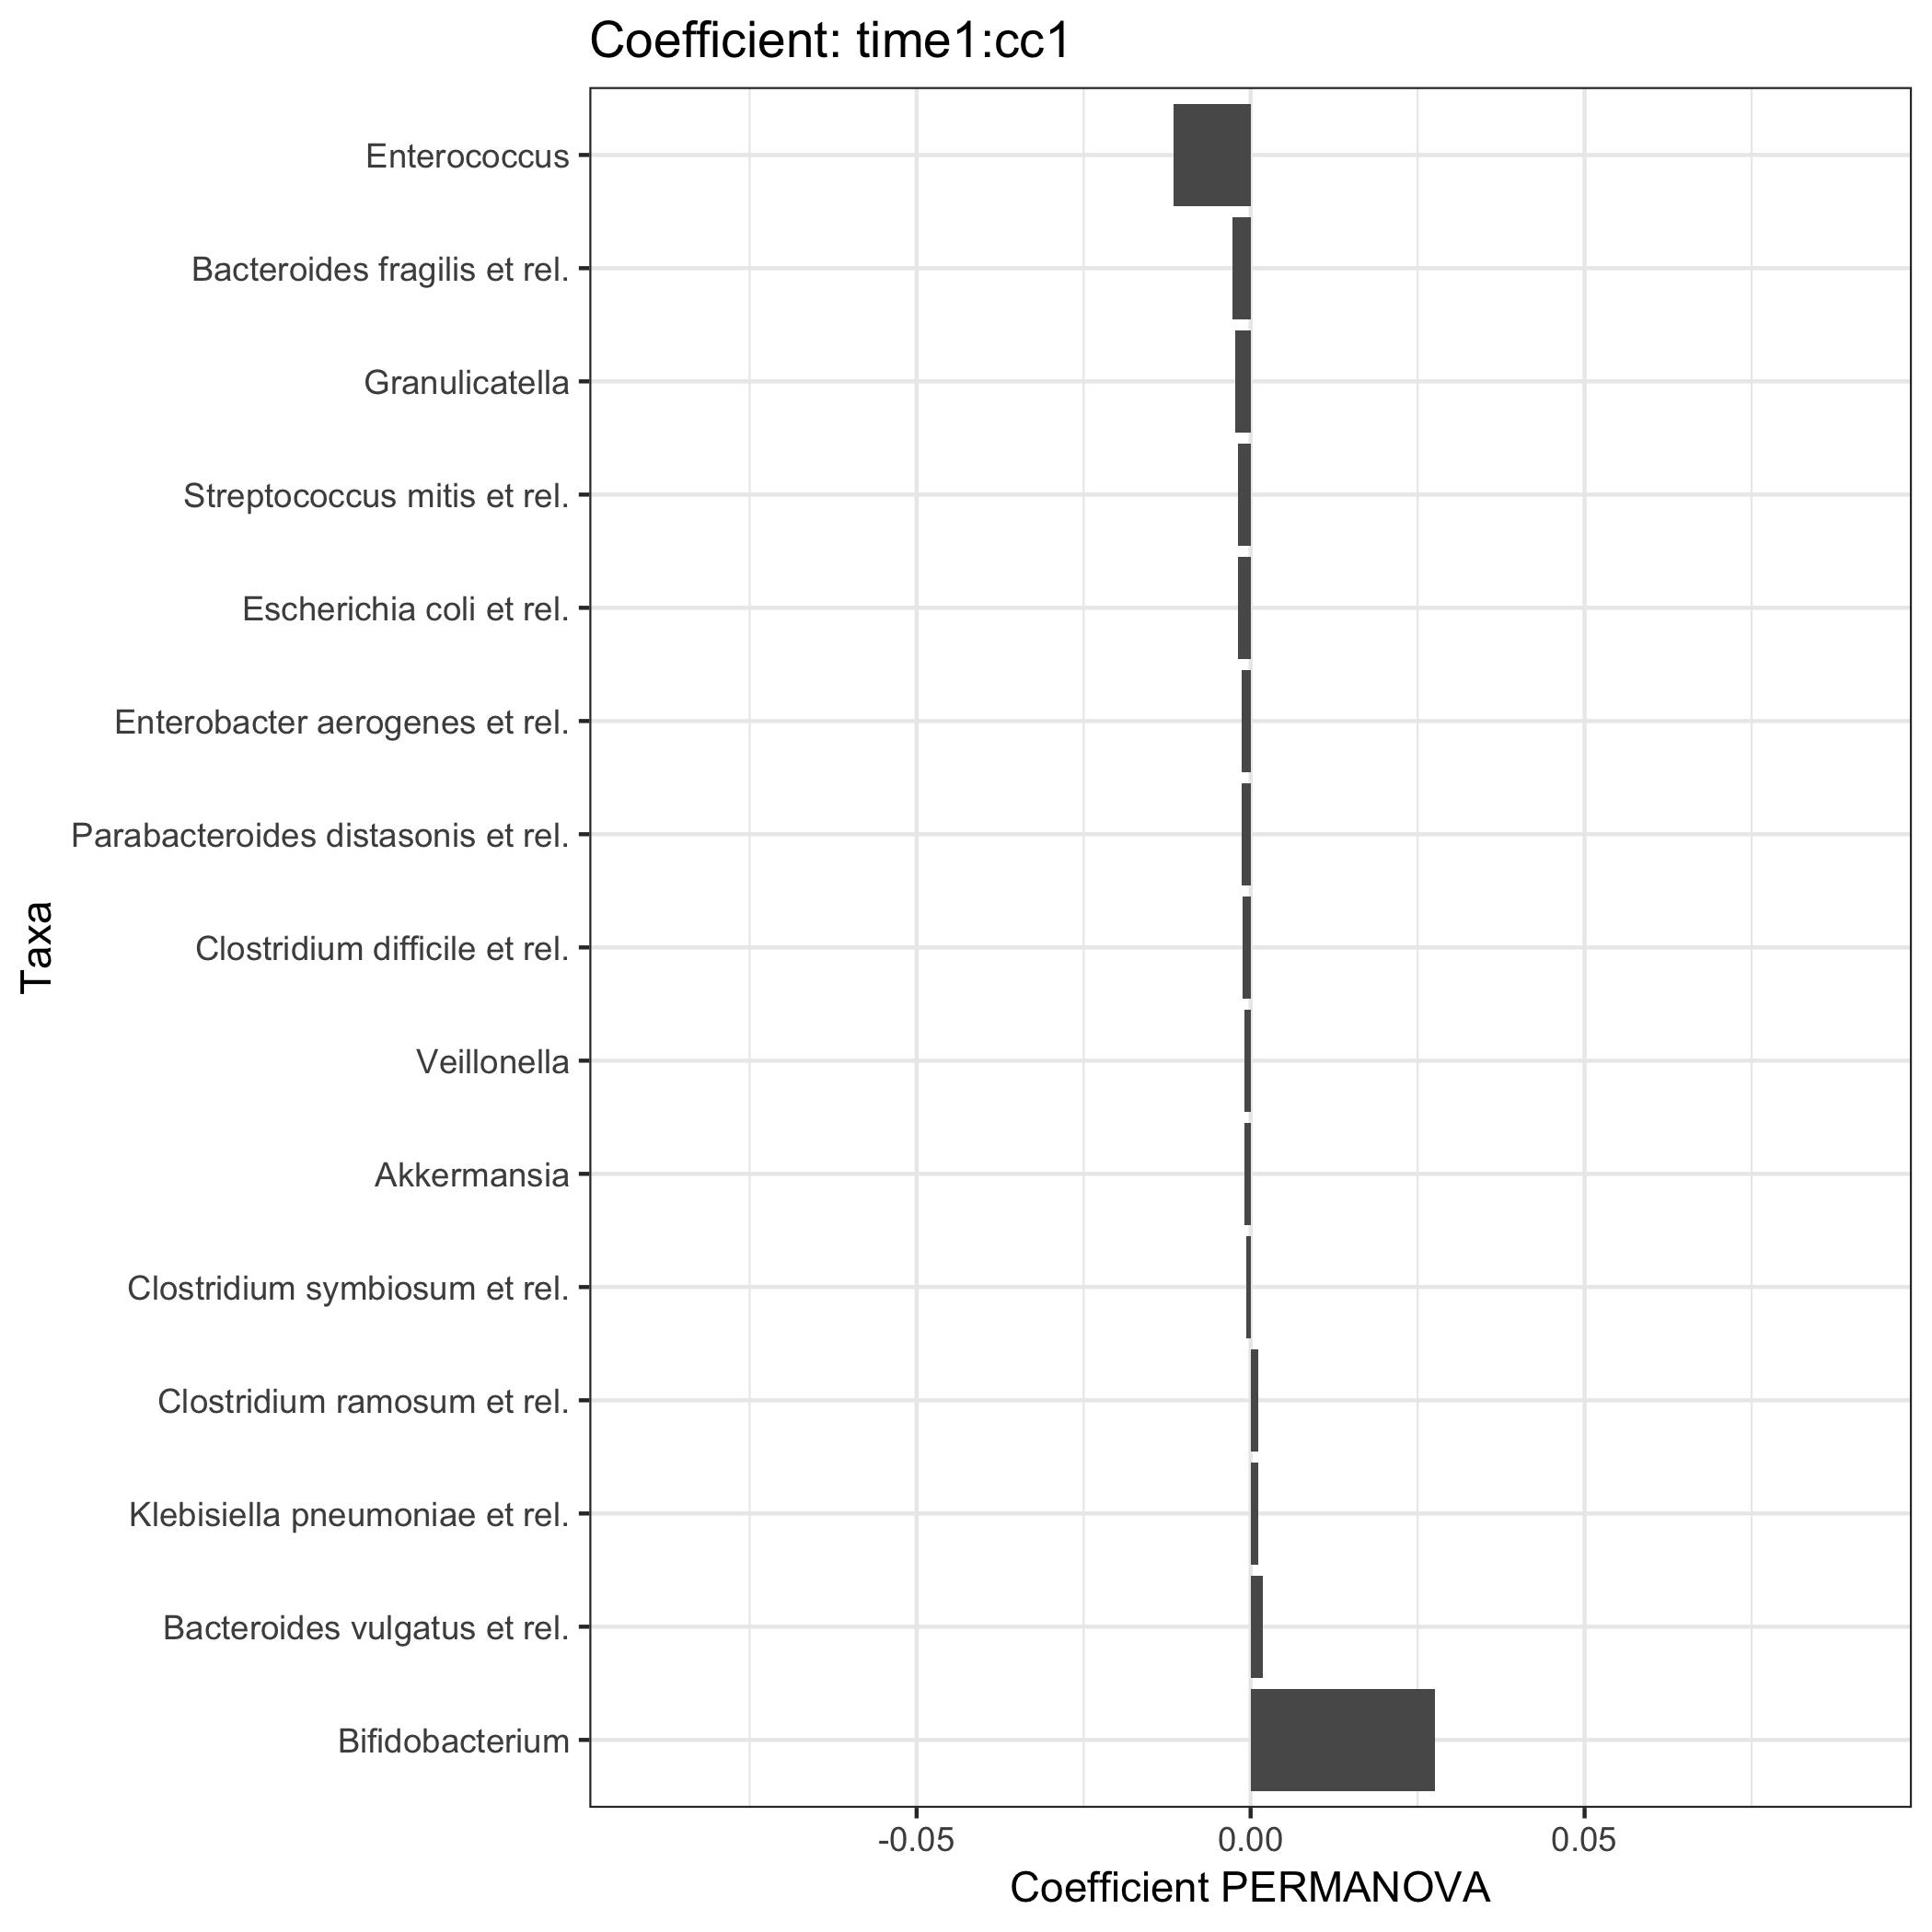 Coefficient: time1:cc1
Taxa
Enterococcus
Bacteroides fragilis et rel.
Granulicatella
Streptococcus mitis et rel.
Escherichia coli et rel.
Enterobacter aerogenes et rel.
Parabacteroides distasonis et rel.
Clostridium difficile et rel.
Veillonella
Akkermansia
Clostridium symbiosum et rel.
Clostridium ramosum et rel.
Klebisiella pneumoniae et rel.
Bacteroides vulgatus et rel.
Bifidobacterium
-0.05 0.00 0.05
Coefficient PERMANOVA